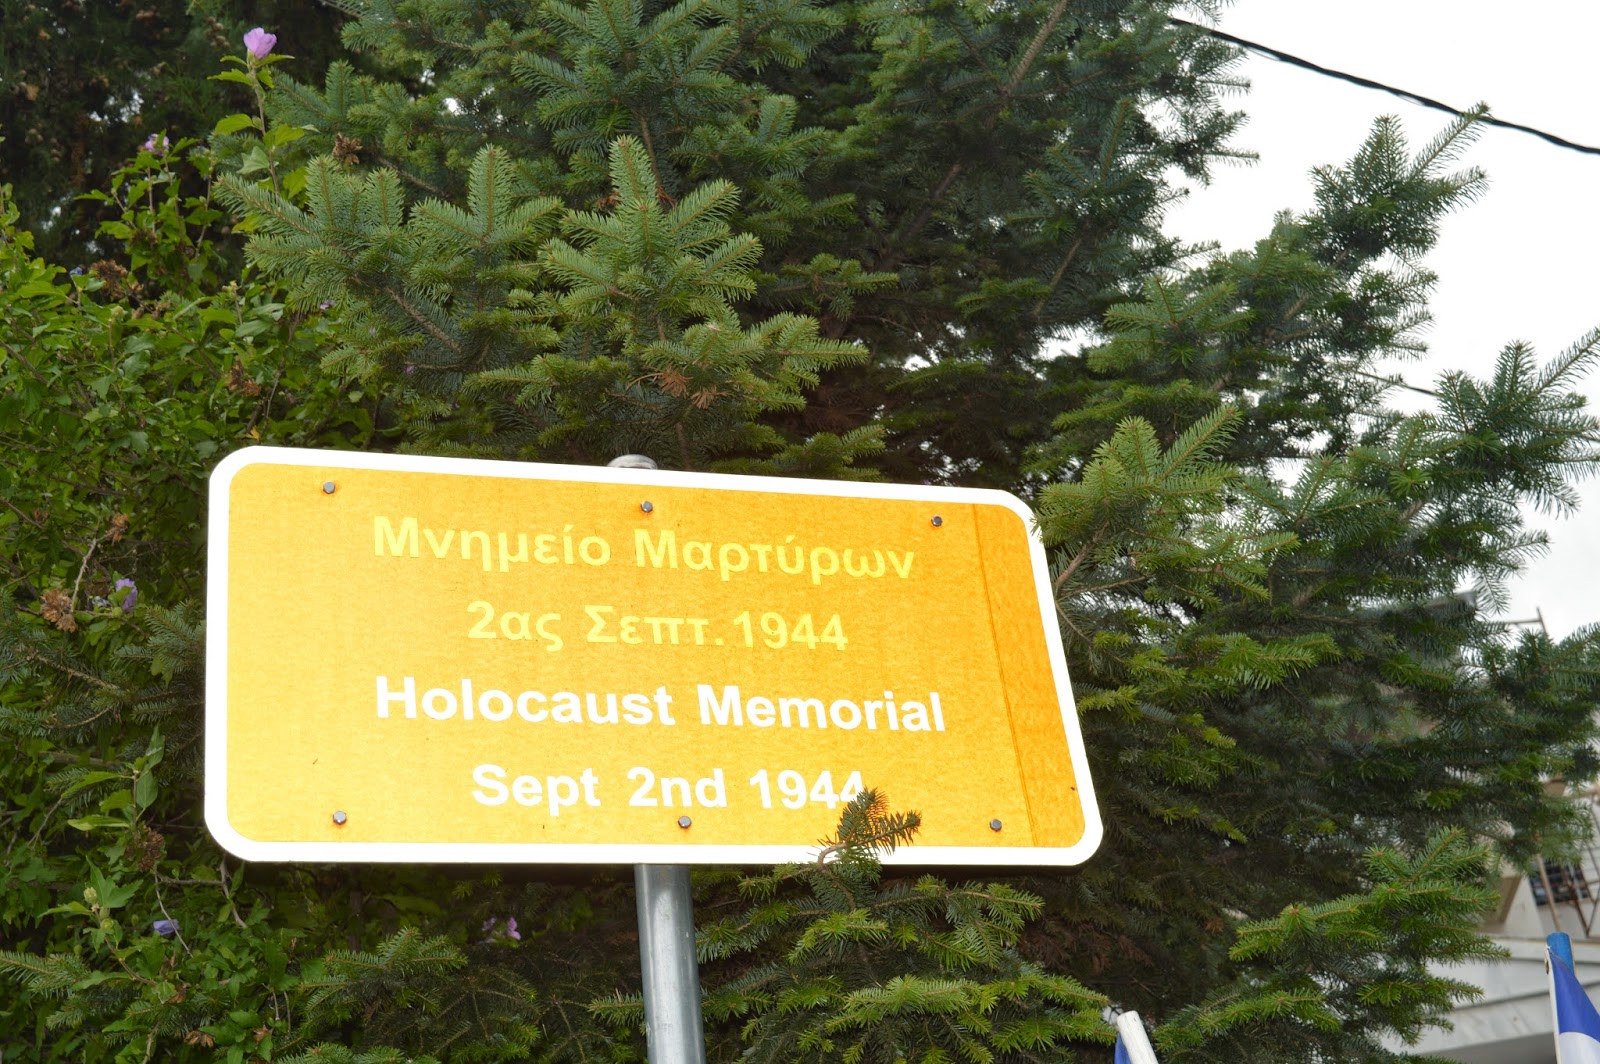 Μνημείο Μαρτύρων
2ας Σεπτ.1944
Holocaust Memorial
Sept 2nd 1944